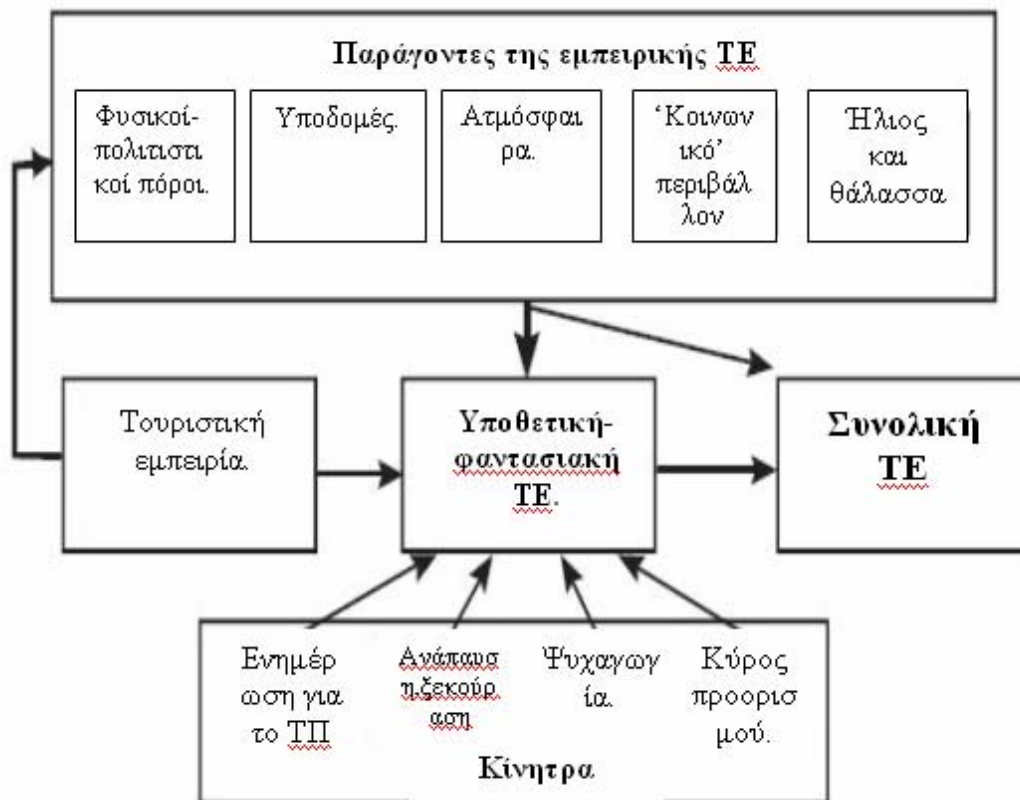 Παράγοντες της εμπειρικής ΤΕ
Φυσικοί-
πολιτιστι
κοί πόροι.
Υποδομές.
Ατμόσφαι
ρα.
‘Κοινων
ικό’
περιβάλ
λον
Ήλιος
και
θάλασσα
Τουριστική
εμπειρία.
Υποθετική-
φαντασιακή
ΤΕ.
Συνολική
ΤΕ
Ενημέρ
ωση για
το ΤΠ
Ανάπαυσ
η,ξεκούρ
αση
Ψυχαγωγ
ία.
Κύρος
προορισ
μού.
Κίνητρα